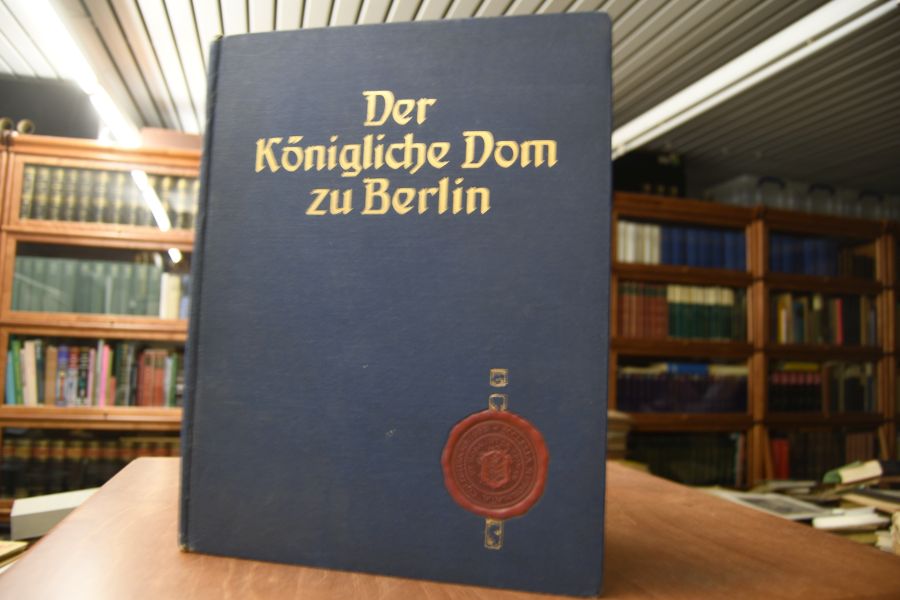 Der
Königliche Dom
zu Berlin